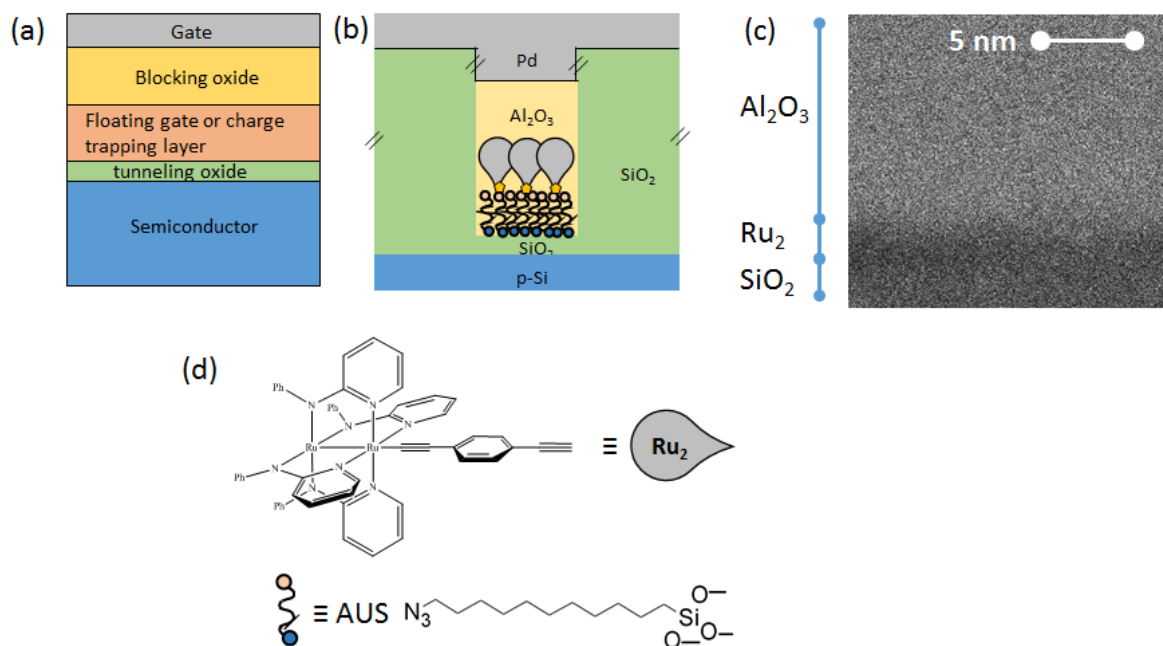 (a)
Gate
Blocking oxide
Floating gate or charge
trapping layer
tunneling oxide
Semiconductor
(b)
Pd
Al₂O₃
SiO₂
SiO₂
p-Si
(c)
5 nm
Al₂O₃
Ru₂
SiO₂
(d)
Ph
N
Ph
N
N
N
Ru
Ru
Ph
N
N
Ph
N
N
≡ Ru₂
≡ AUS
N₃
Si
O
O
O